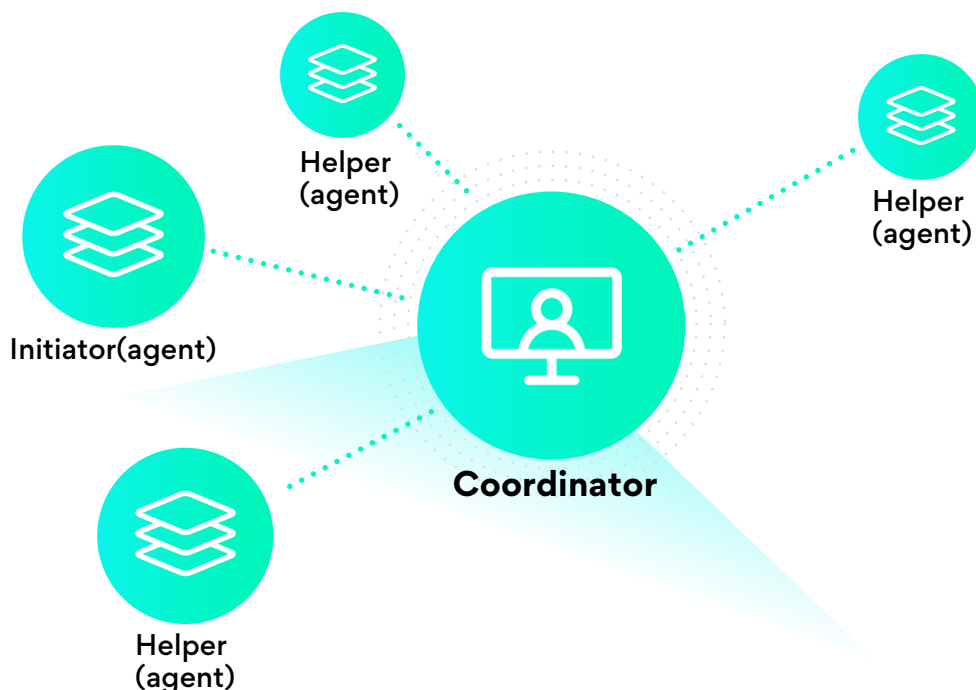 Helper
(agent)
Helper
(agent)
Initiator(agent)
Coordinator
Helper
(agent)